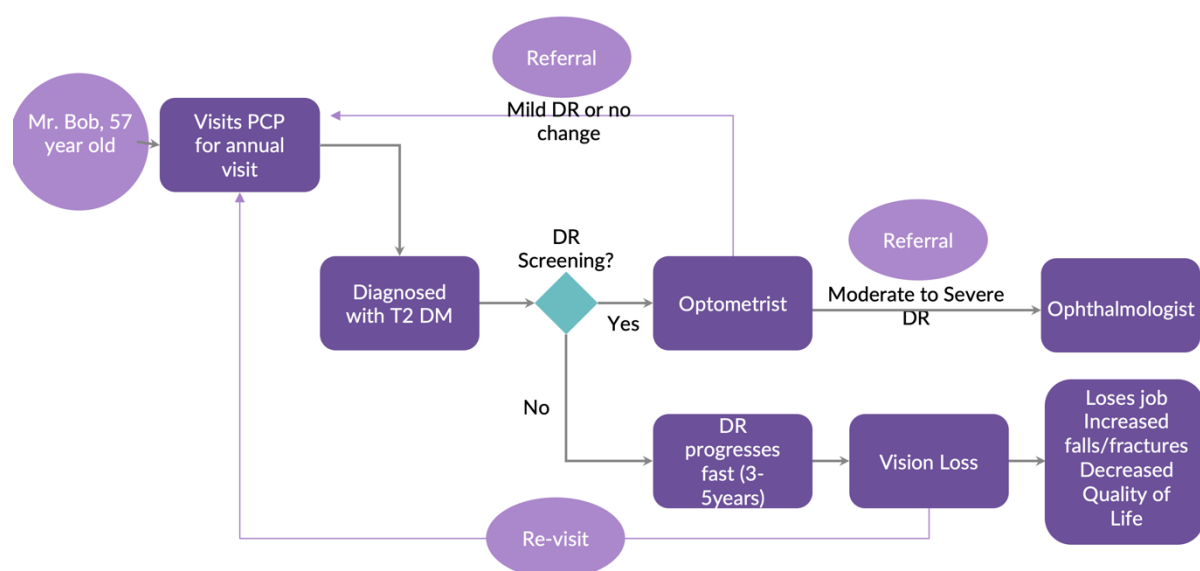 Referral
Mild DR or no
change
Mr. Bob, 57
year old
Visits PCP
for annual
visit
DR
Screening?
Referral
Diagnosed
with T2 DM
Yes
Optometrist
Moderate to Severe
DR
Ophthalmologist
No
DR
progresses
fast (3-
5years)
Vision Loss
Loses job
Increased
falls/fractures
Decreased
Quality of
Life
Re-visit